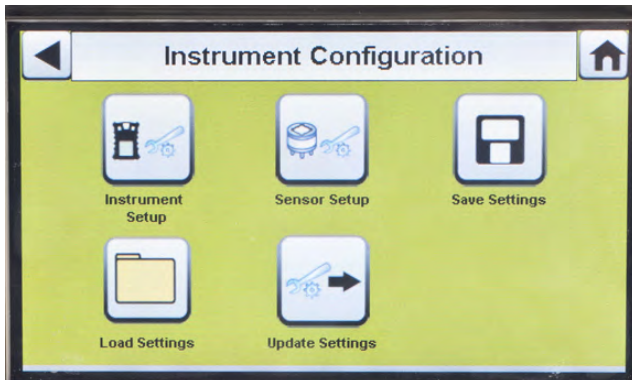 Instrument Configuration
Instrument
Setup
Sensor Setup
Save Settings
Load Settings
Update Settings